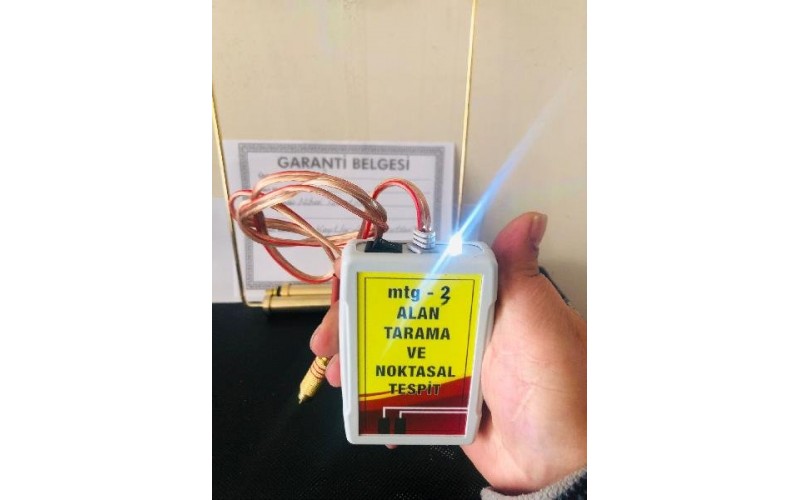 GARANTİ BELGESİ
mtg - 3
ALAN
TARAMA
VE
NOKTASAL
TESPİT